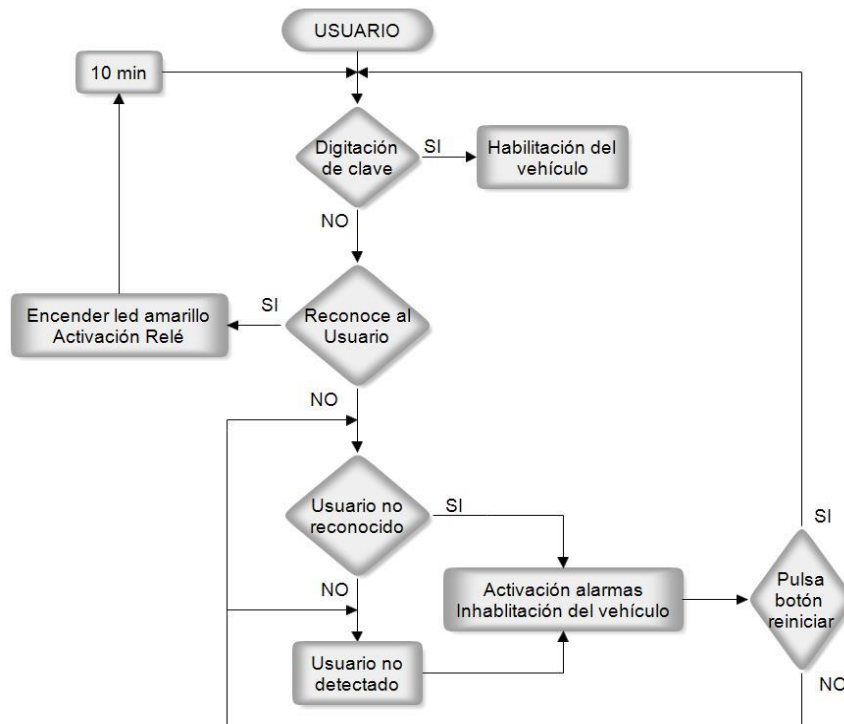 USUARIO
10 min
Digitación
de clave
SI
Habilitación del
vehículo
NO
Encender led amarillo
Activación Relé
SI
Reconoce al
Usuario
NO
Usuario no
reconocido
SI
SI
NO
Activación alarmas
Inhablitación del vehículo
Pulsa
botón
reiniciar
Usuario no
detectado
NO